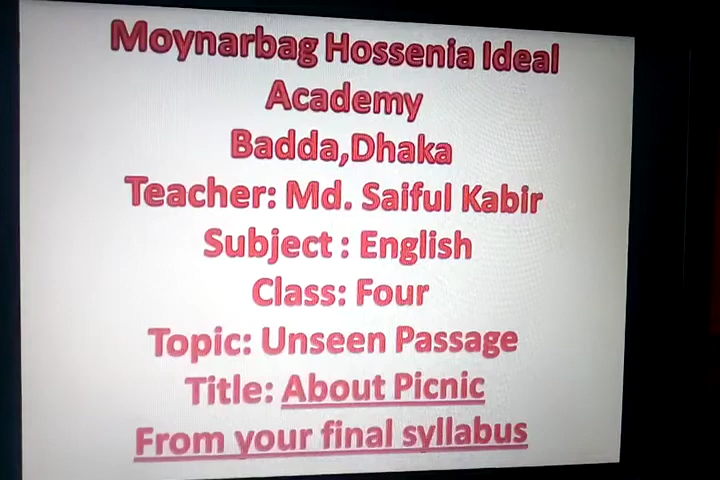 Moynarbag Hossenia Ideal
Academy
Badda,Dhaka
Teacher: Md. Saiful Kabir
Subject : English
Class: Four
Topic: Unseen Passage
Title: About Picnic
From your final syllabus